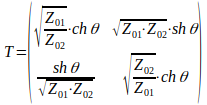 T = ( √(Z₀₁/Z₀₂)·ch θ   √(Z₀₁·Z₀₂)·sh θ
sh θ/√(Z₀₁·Z₀₂)   √(Z₀₂/Z₀₁)·ch θ )